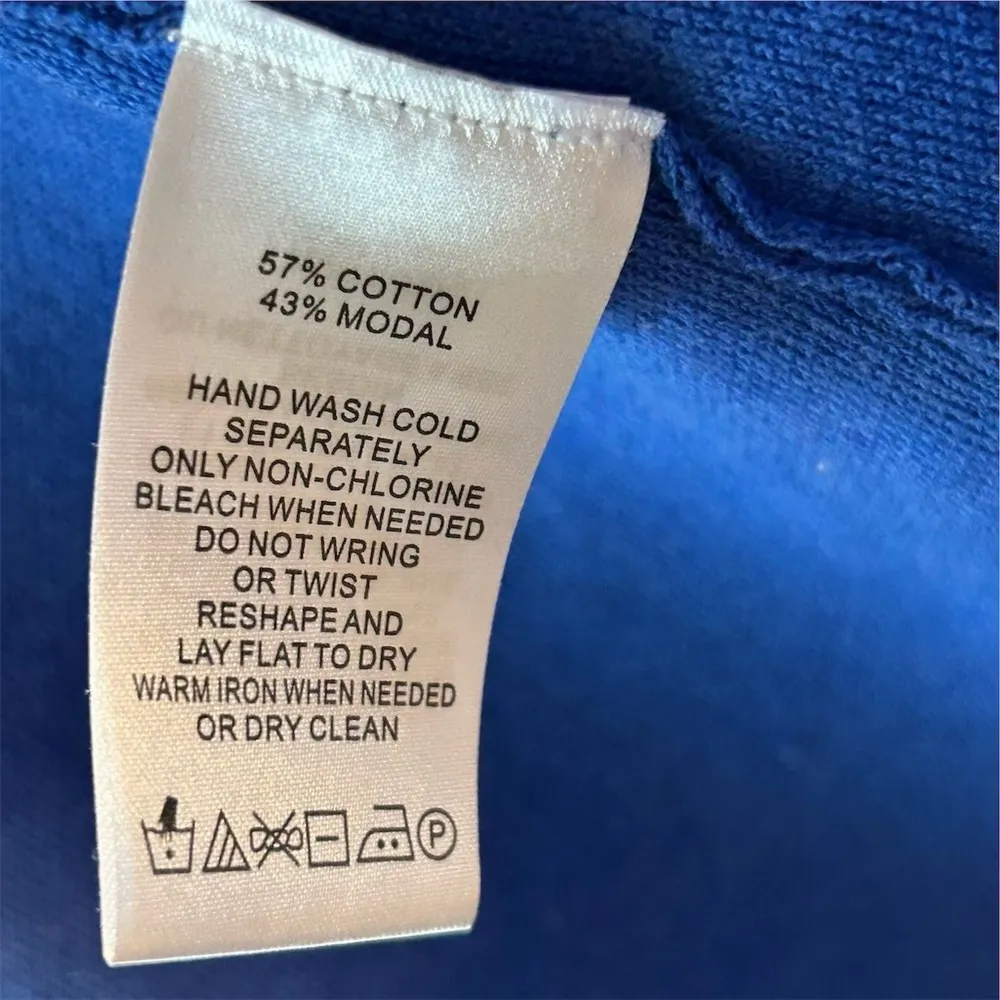 57% COTTON
43% MODAL
HAND WASH COLD
SEPARATELY
ONLY NON-CHLORINE
BLEACH WHEN NEEDED
DO NOT WRING
OR TWIST
RESHAPE AND
LAY FLAT TO DRY
WARM IRON WHEN NEEDED
OR DRY CLEAN
P